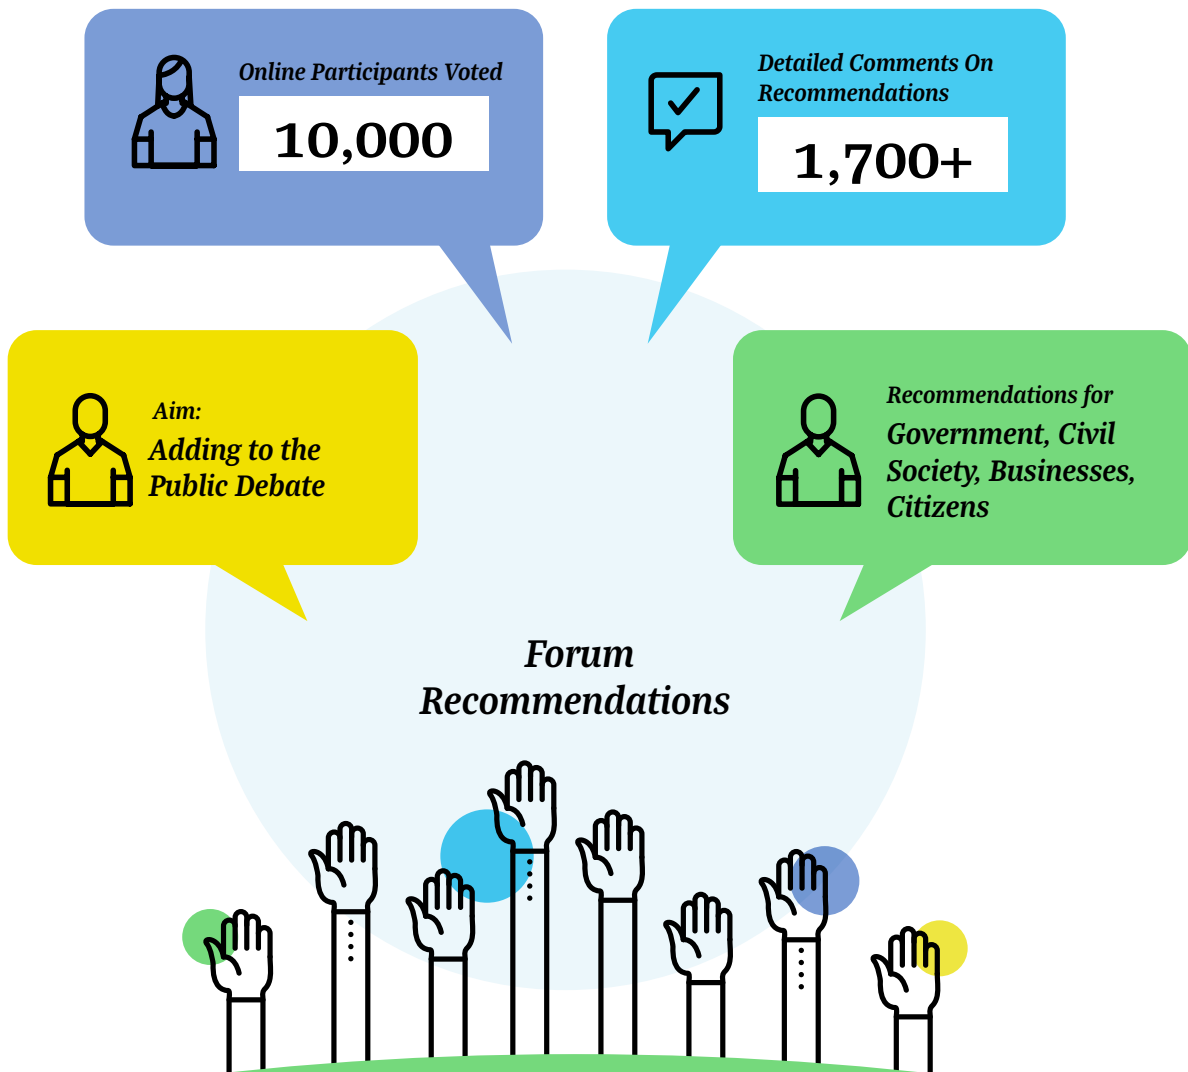 Online Participants Voted
10,000
Detailed Comments On
Recommendations
1,700+
Aim:
Adding to the
Public Debate
Recommendations for
Government, Civil
Society, Businesses,
Citizens
Forum
Recommendations